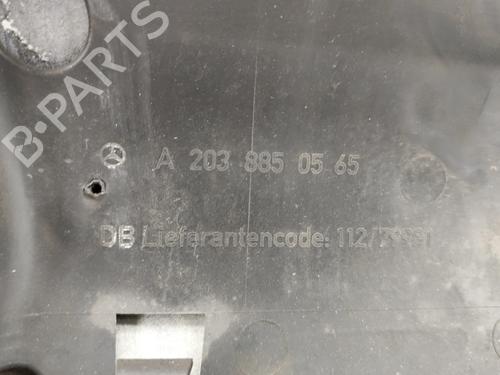 B-PARTS
A 203 885 05 65
DB Lieferantencode: 112/